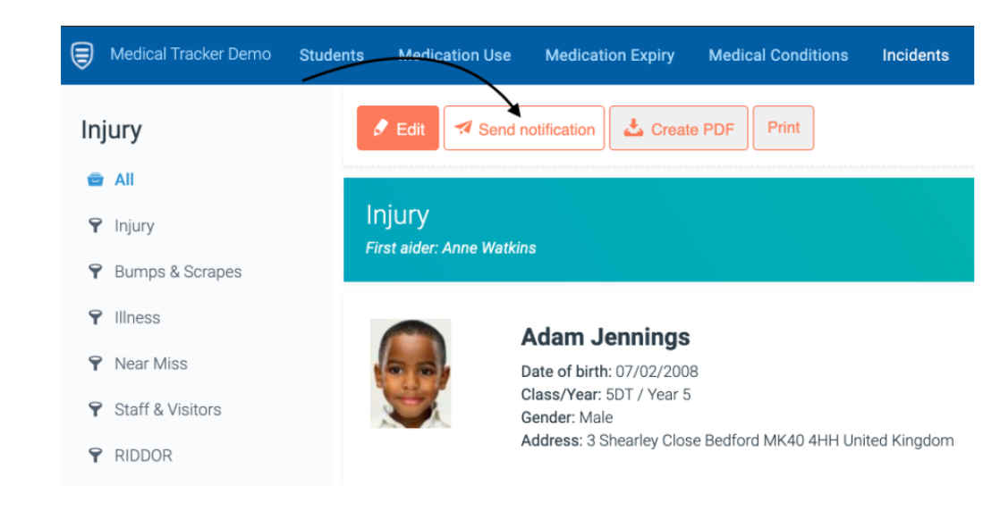 Medical Tracker Demo Students Medication Use Medication Expiry Medical Conditions Incidents
Injury
All
Injury
Bumps & Scrapes
Illness
Near Miss
Staff & Visitors
RIDDOR
Edit Send notification Create PDF Print
Injury
First aider: Anne Watkins
Adam Jennings
Date of birth: 07/02/2008
Class/Year: 5DT / Year 5
Gender: Male
Address: 3 Shearley Close Bedford MK40 4HH United Kingdom